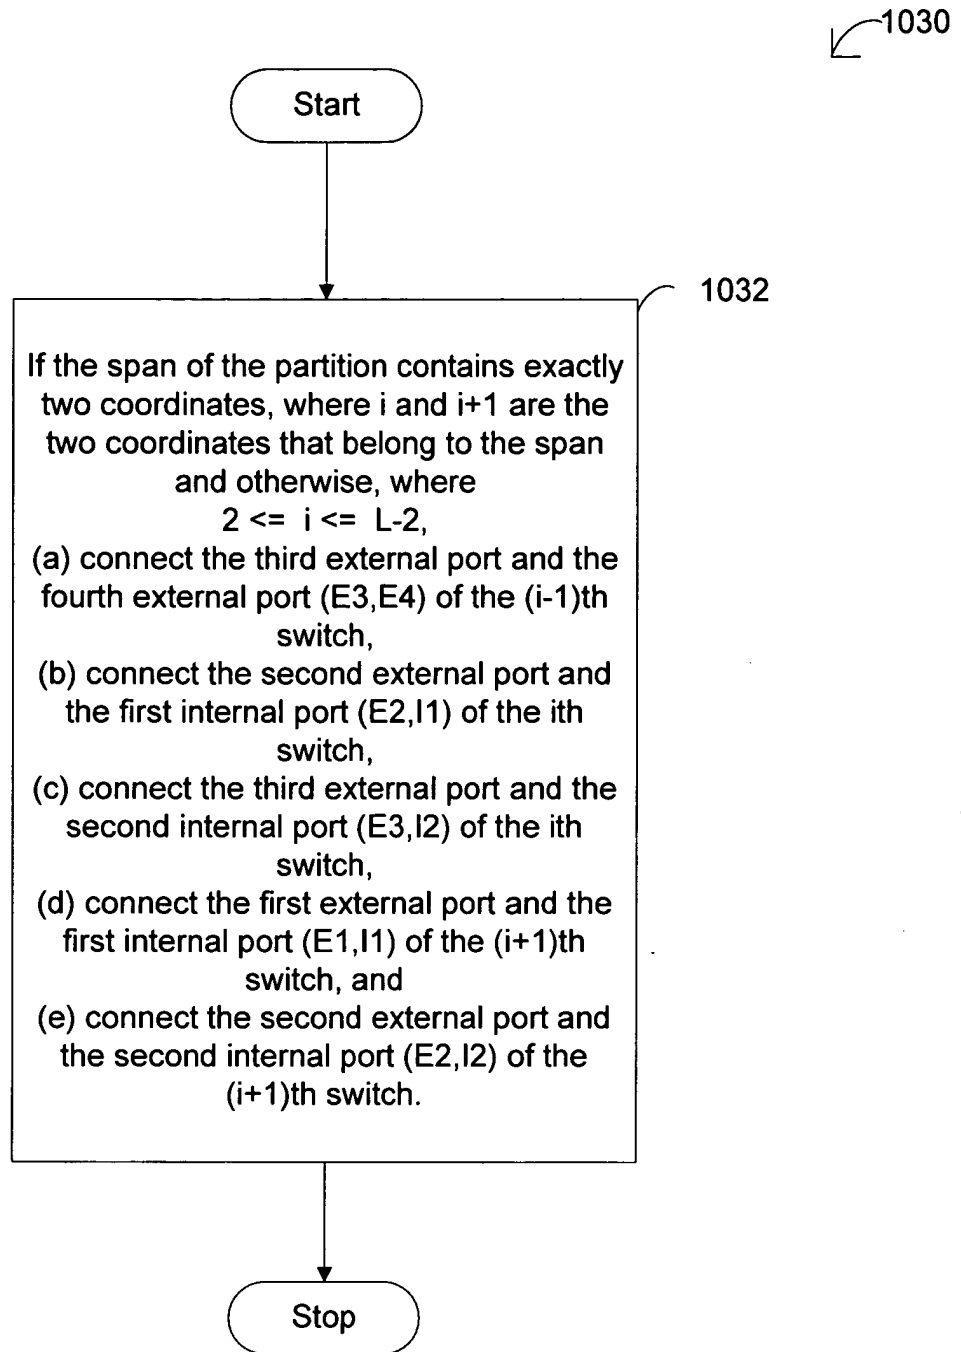 1030
Start
1032
If the span of the partition contains exactly
two coordinates, where i and i+1 are the
two coordinates that belong to the span
and otherwise, where
2 <= i <= L-2,
(a) connect the third external port and the
fourth external port (E3,E4) of the (i-1)th
switch,
(b) connect the second external port and
the first internal port (E2,I1) of the ith
switch,
(c) connect the third external port and the
second internal port (E3,I2) of the ith
switch,
(d) connect the first external port and the
first internal port (E1,I1) of the (i+1)th
switch, and
(e) connect the second external port and
the second internal port (E2,I2) of the
(i+1)th switch.
Stop